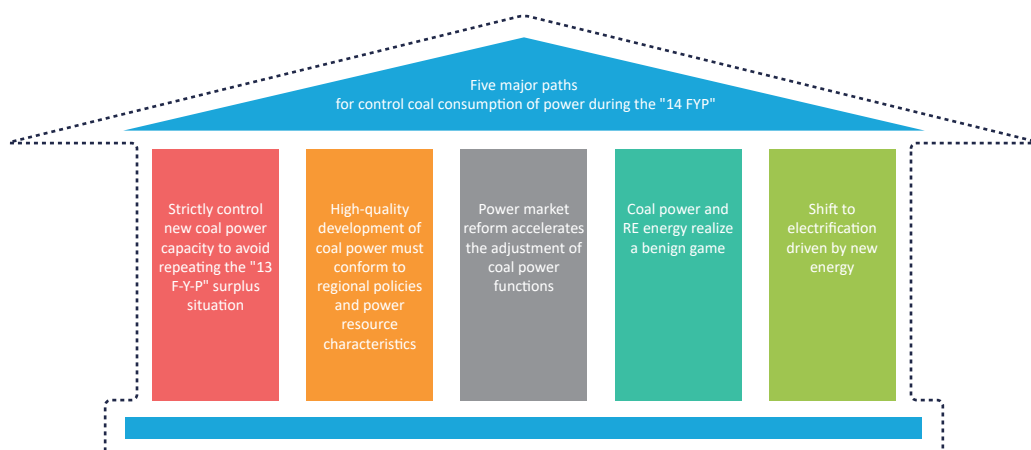 Five major paths
for control coal consumption of power during the "14 FYP"
Strictly control
new coal power
capacity to avoid
repeating the "13
F-Y-P" surplus
situation
High-quality
development of
coal power must
conform to
regional policies
and power
resource
characteristics
Power market
reform accelerates
the adjustment of
coal power
functions
Coal power and
RE energy realize
a benign game
Shift to
electrification
driven by new
energy